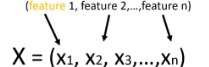 (feature 1, feature 2,...,feature n)
X = (x₁, x₂, x₃,...,xₙ)